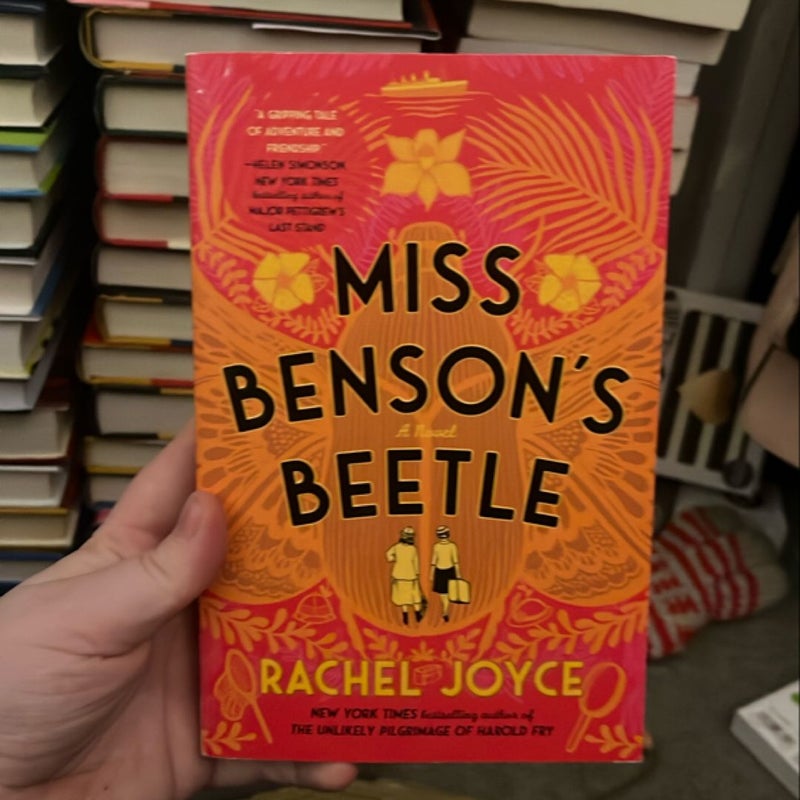 "A GRIPPING TALE
OF ADVENTURE AND
FRIENDSHIP."
—HELEN SIMONSON
NEW YORK TIMES
bestselling author of
MAJOR PETTIGREW'S
LAST STAND
MISS
BENSON'S
A Novel
BEETLE
RACHEL JOYCE
NEW YORK TIMES bestselling author of
THE UNLIKELY PILGRIMAGE OF HAROLD FRY